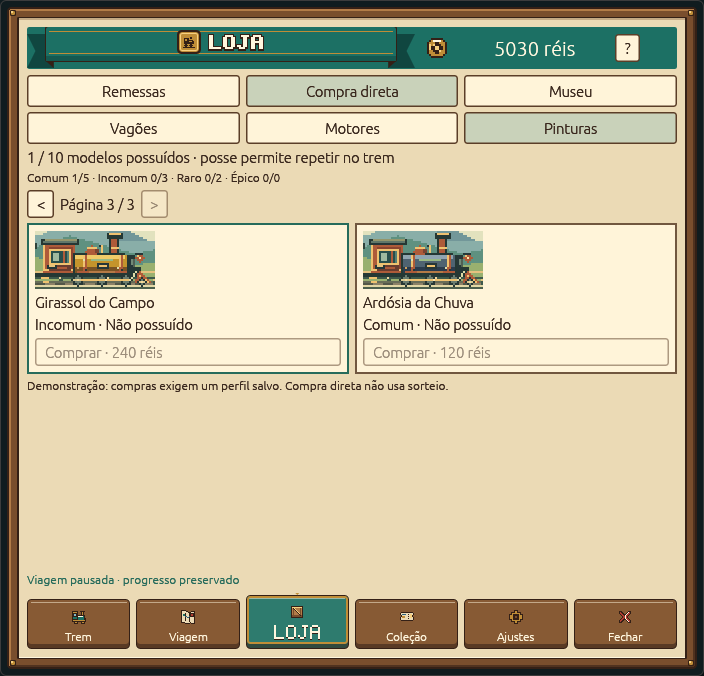 LOJA
5030 réis
?
Remessas
Compra direta
Museu
Vagões
Motores
Pinturas
1 / 10 modelos possuídos · posse permite repetir no trem
Comum 1/5 · Incomum 0/3 · Raro 0/2 · Épico 0/0
< Página 3 / 3 >
Girassol do Campo
Incomum · Não possuído
Comprar · 240 réis
Ardósia da Chuva
Comum · Não possuído
Comprar · 120 réis
Demonstração: compras exigem um perfil salvo. Compra direta não usa sorteio.
Viagem pausada · progresso preservado
Trem
Viagem
LOJA
Coleção
Ajustes
Fechar